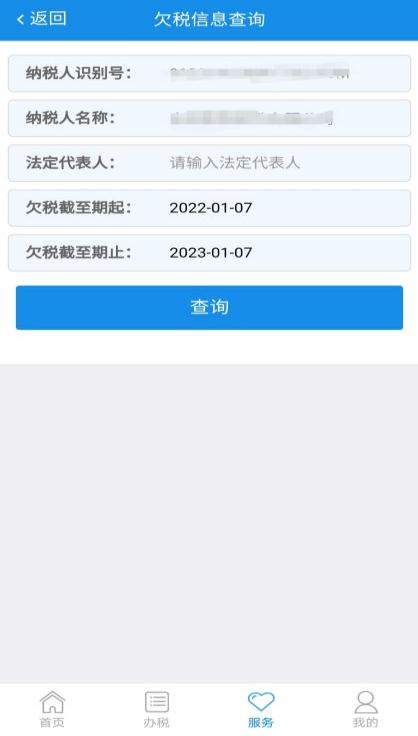 < 返回 欠税信息查询
纳税人识别号：
纳税人名称：
法定代表人： 请输入法定代表人
欠税截至期起： 2022-01-07
欠税截至期止： 2023-01-07
查询
首页 办税 服务 我的